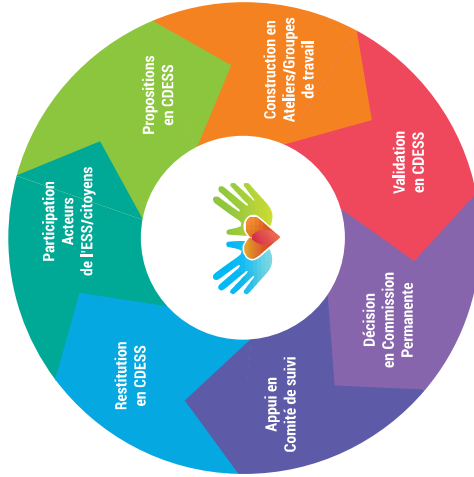 Participation
Acteurs
de l'ESS/citoyens
Propositions
en CDESS
Construction en
Ateliers/Groupes
de travail
Validation
en CDESS
Décision
en Commission
Permanente
Appui en
Comité de suivi
Restitution
en CDESS